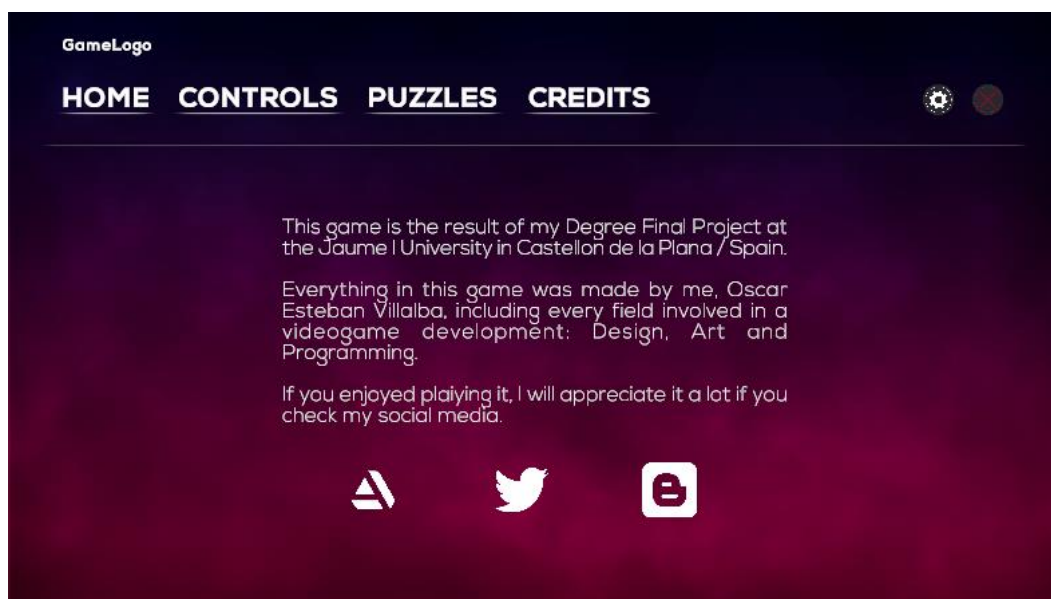 GameLogo
HOME CONTROLS PUZZLES CREDITS
This game is the result of my Degree Final Project at
the Jaume I University in Castellon de la Plana / Spain.
Everything in this game was made by me, Oscar
Esteban Villalba, including every field involved in a
videogame development: Design, Art and
Programming.
If you enjoyed plaiying it, I will appreciate it a lot if you
check my social media.